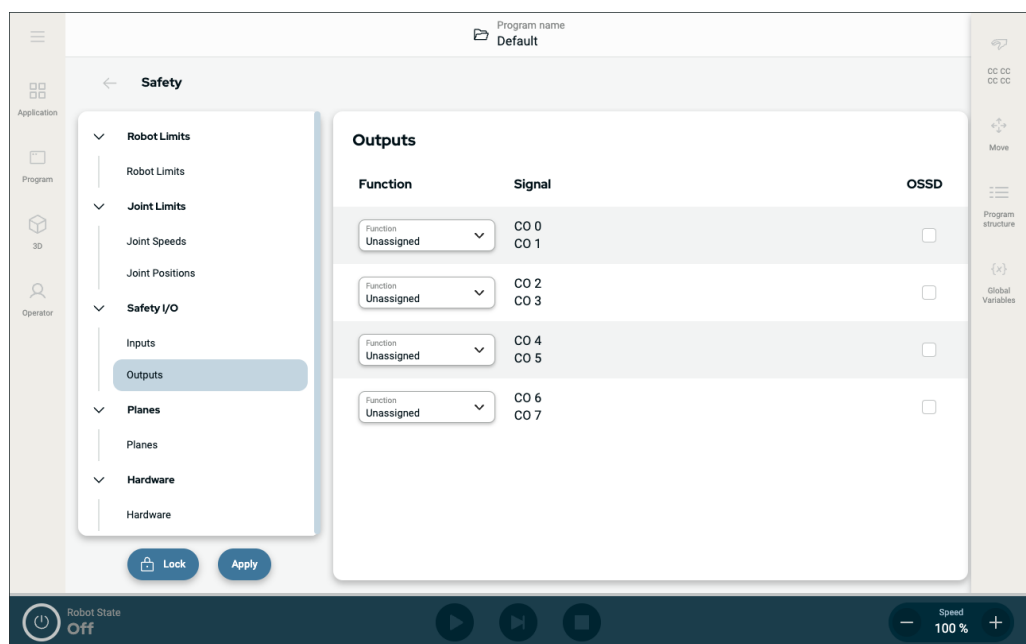 Program name
Default
Application
Program
3D
Operator
Safety
Robot Limits
Robot Limits
Joint Limits
Joint Speeds
Joint Positions
Safety I/O
Inputs
Outputs
Planes
Planes
Hardware
Hardware
Lock
Apply
Outputs
Function
Signal
OSSD
Function
Unassigned
CO 0
CO 1
Function
Unassigned
CO 2
CO 3
Function
Unassigned
CO 4
CO 5
Function
Unassigned
CO 6
CO 7
CC CC
CC CC
Move
Program
structure
{x}
Global
Variables
Robot State
Off
Speed
100 %